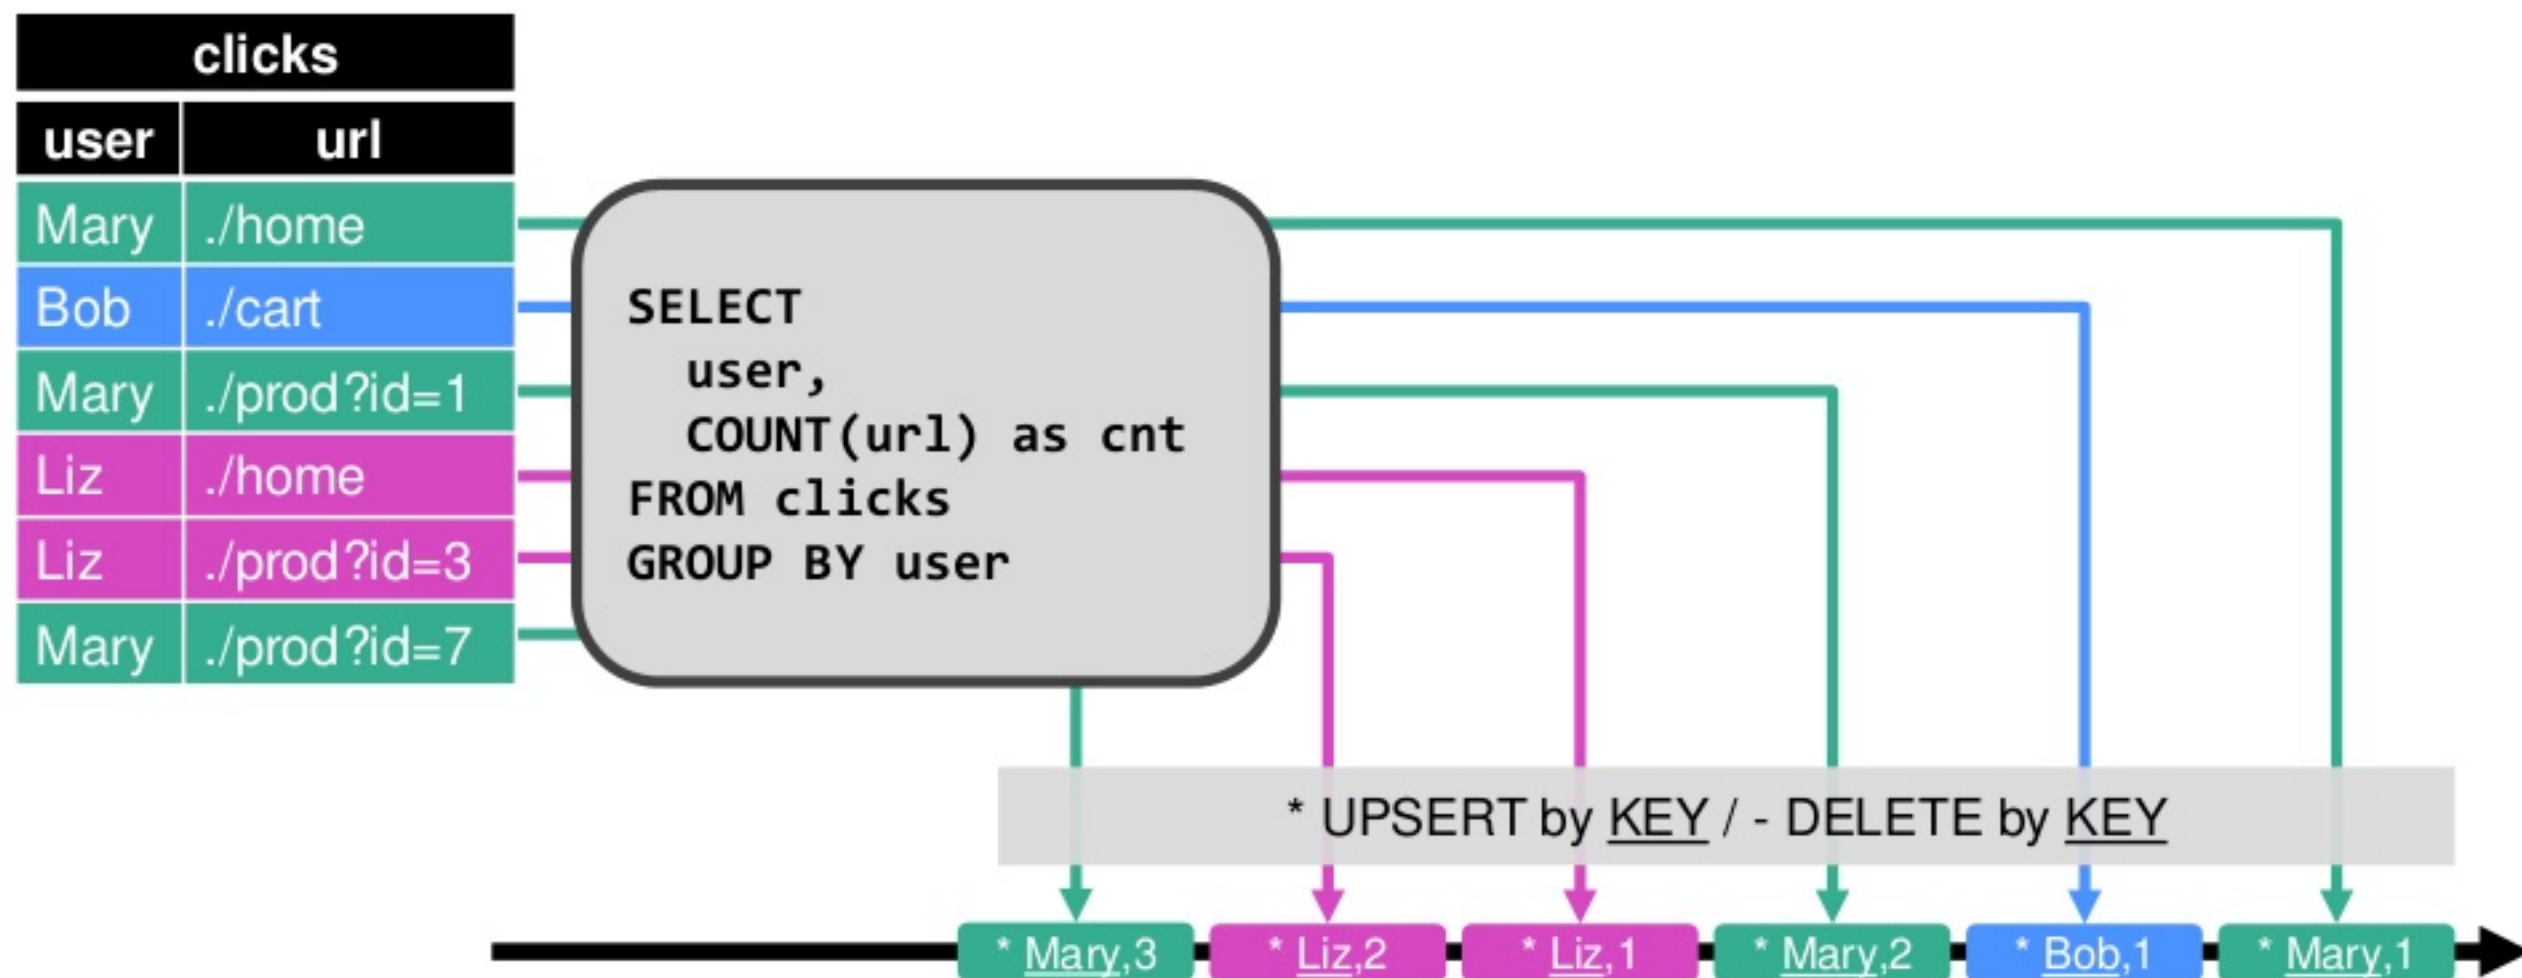 clicks
user url
Mary ./home
Bob ./cart
Mary ./prod?id=1
Liz ./home
Liz ./prod?id=3
Mary ./prod?id=7
SELECT
user,
COUNT(url) as cnt
FROM clicks
GROUP BY user
* UPSERT by KEY / - DELETE by KEY
* Mary,3 * Liz,2 * Liz,1 * Mary,2 * Bob,1 * Mary,1